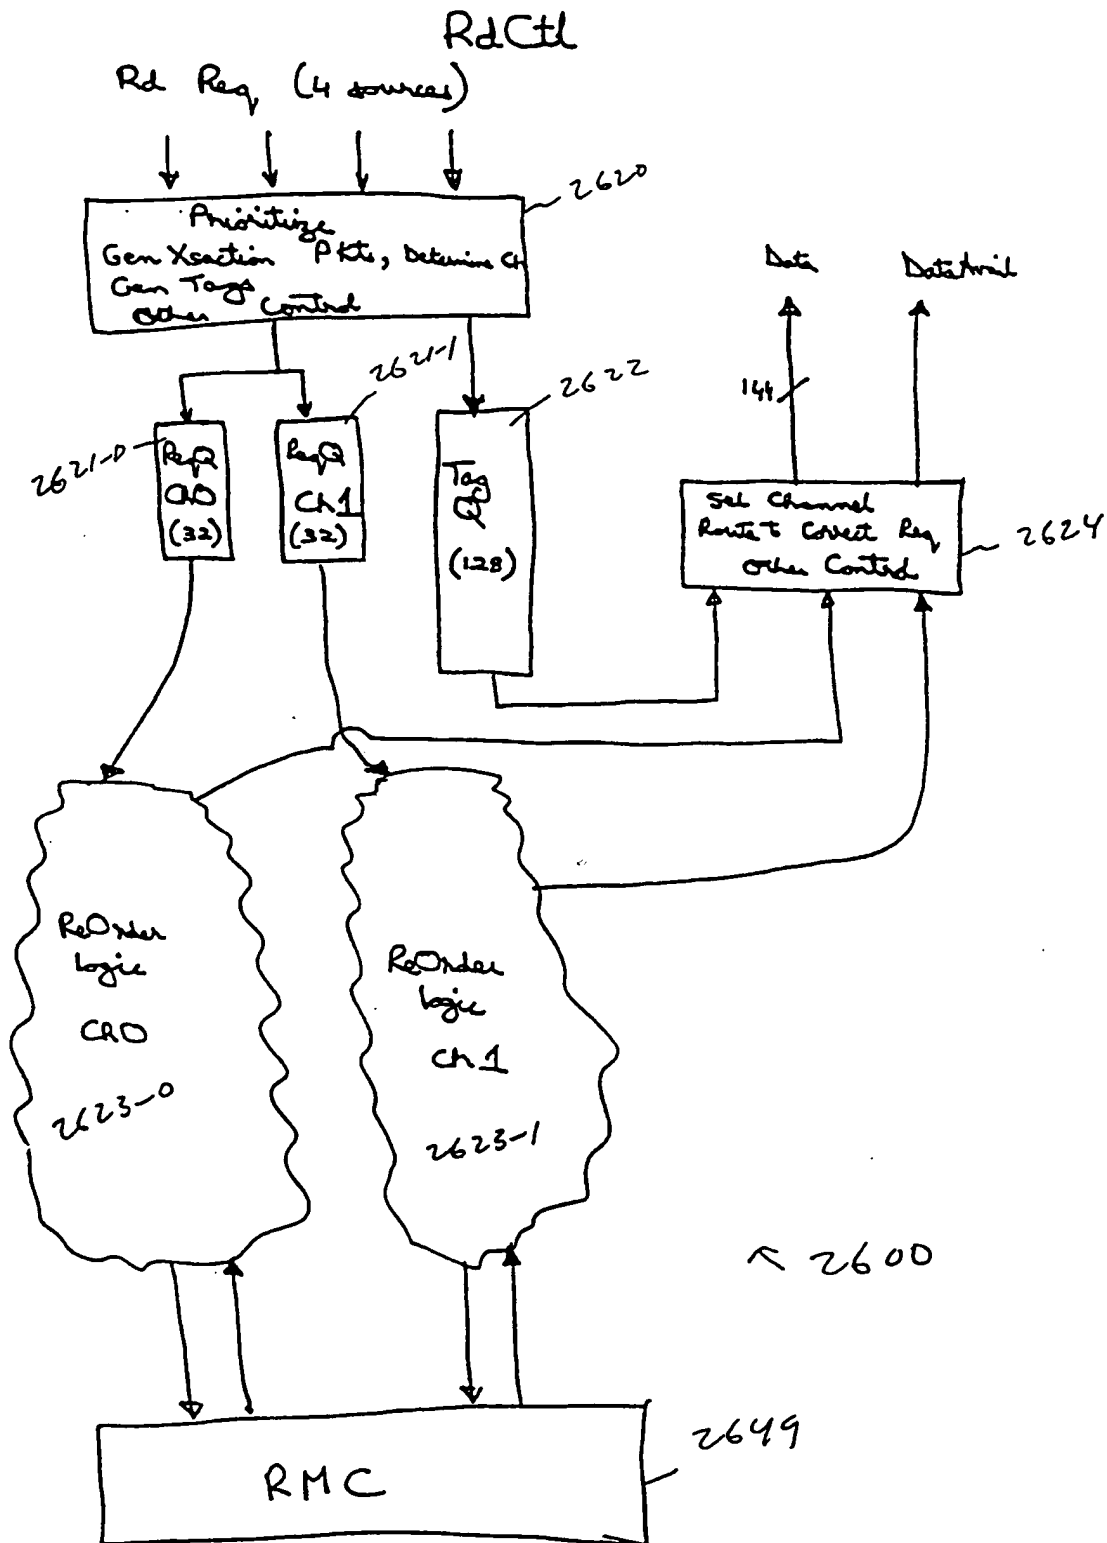 RdCtl
Rd Req (4 sources)
2620
Prioritize
Gen Xsaction Pkts, Determine Ch
Gen Tags
Other Control
Data
DataAvail
2621-1
2622
144
2621-0
ReqQ
Ch0
(32)
ReqQ
Ch1
(32)
Tag
Q
(128)
Sel Channel
Route to Correct Req
Other Control
2624
ReOrder
Logic
Ch0
2623-0
ReOrder
Logic
Ch1
2623-1
2600
2649
RMC